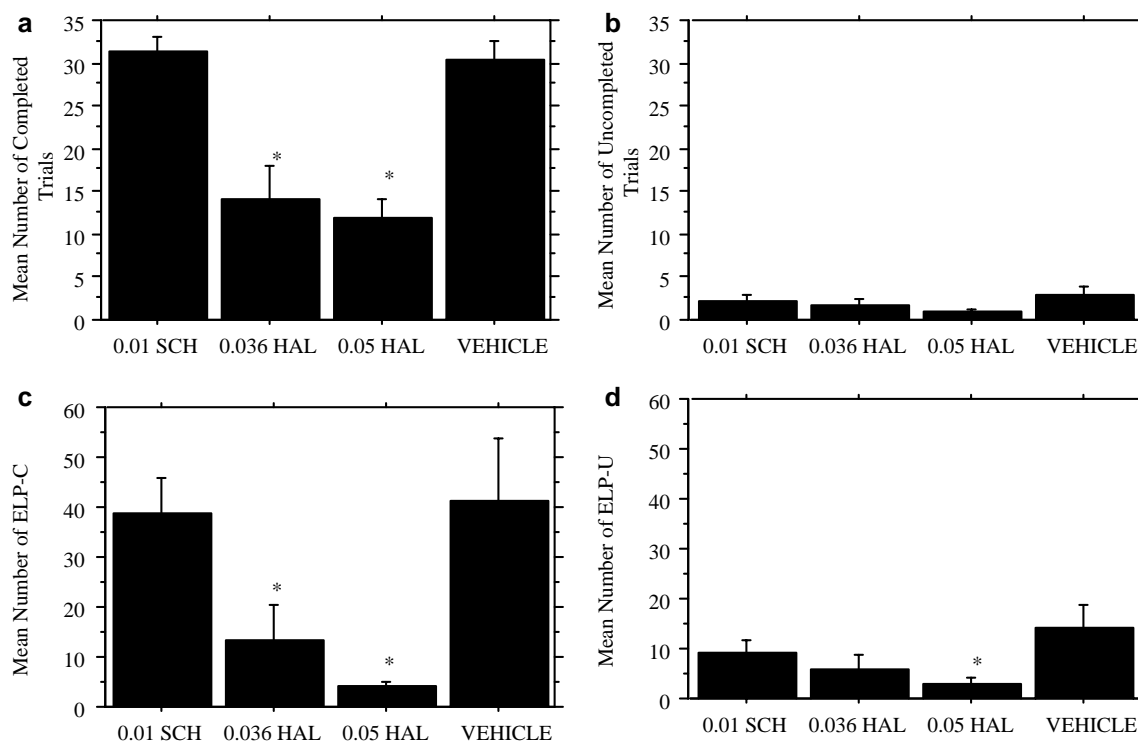 a
35
30
25
20
15
10
5
0
Mean Number of Completed
Trials
*
*
0.01 SCH 0.036 HAL 0.05 HAL VEHICLE
b
35
30
25
20
15
10
5
0
Mean Number of Uncompleted
Trials
0.01 SCH 0.036 HAL 0.05 HAL VEHICLE
c
60
50
40
30
20
10
0
Mean Number of ELP-C
*
*
0.01 SCH 0.036 HAL 0.05 HAL VEHICLE
d
60
50
40
30
20
10
0
Mean Number of ELP-U
*
0.01 SCH 0.036 HAL 0.05 HAL VEHICLE